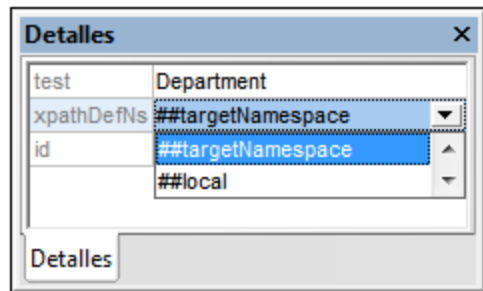 Detalles
test Department
xpathDefNs ##targetNamespace
id ##targetNamespace
##local
Detalles